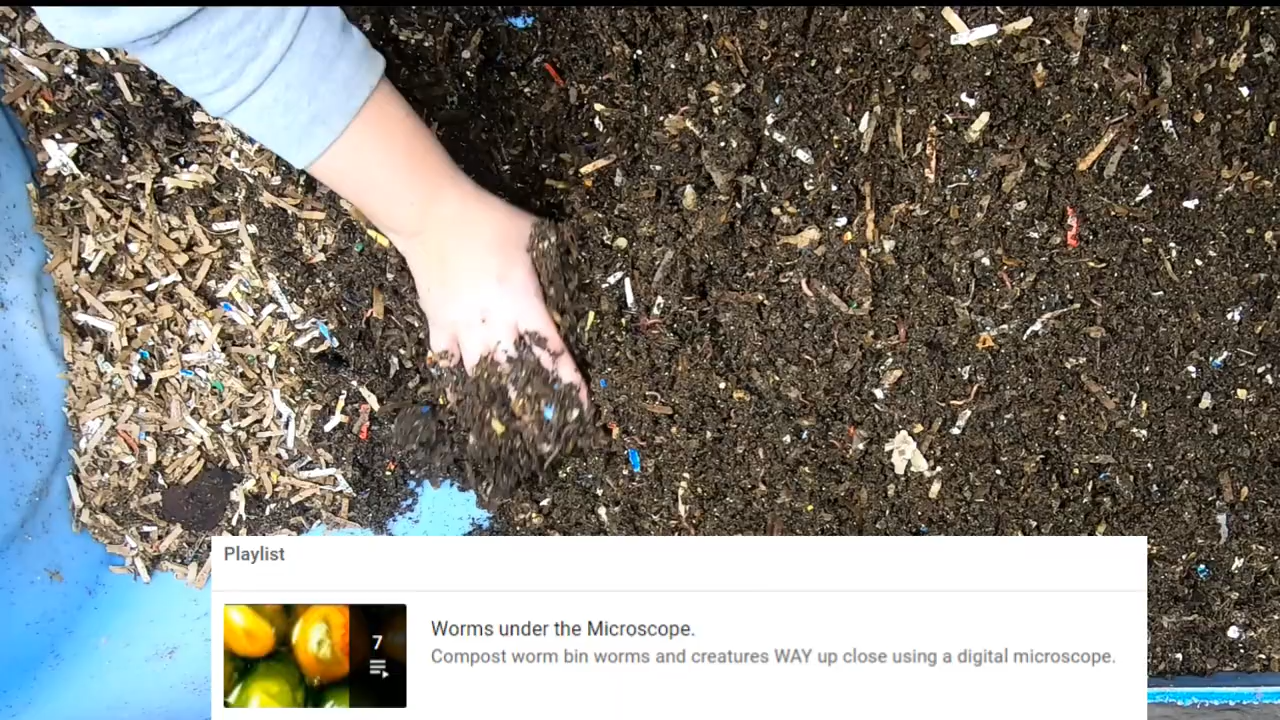 Playlist
7
Worms under the Microscope.
Compost worm bin worms and creatures WAY up close using a digital microscope.